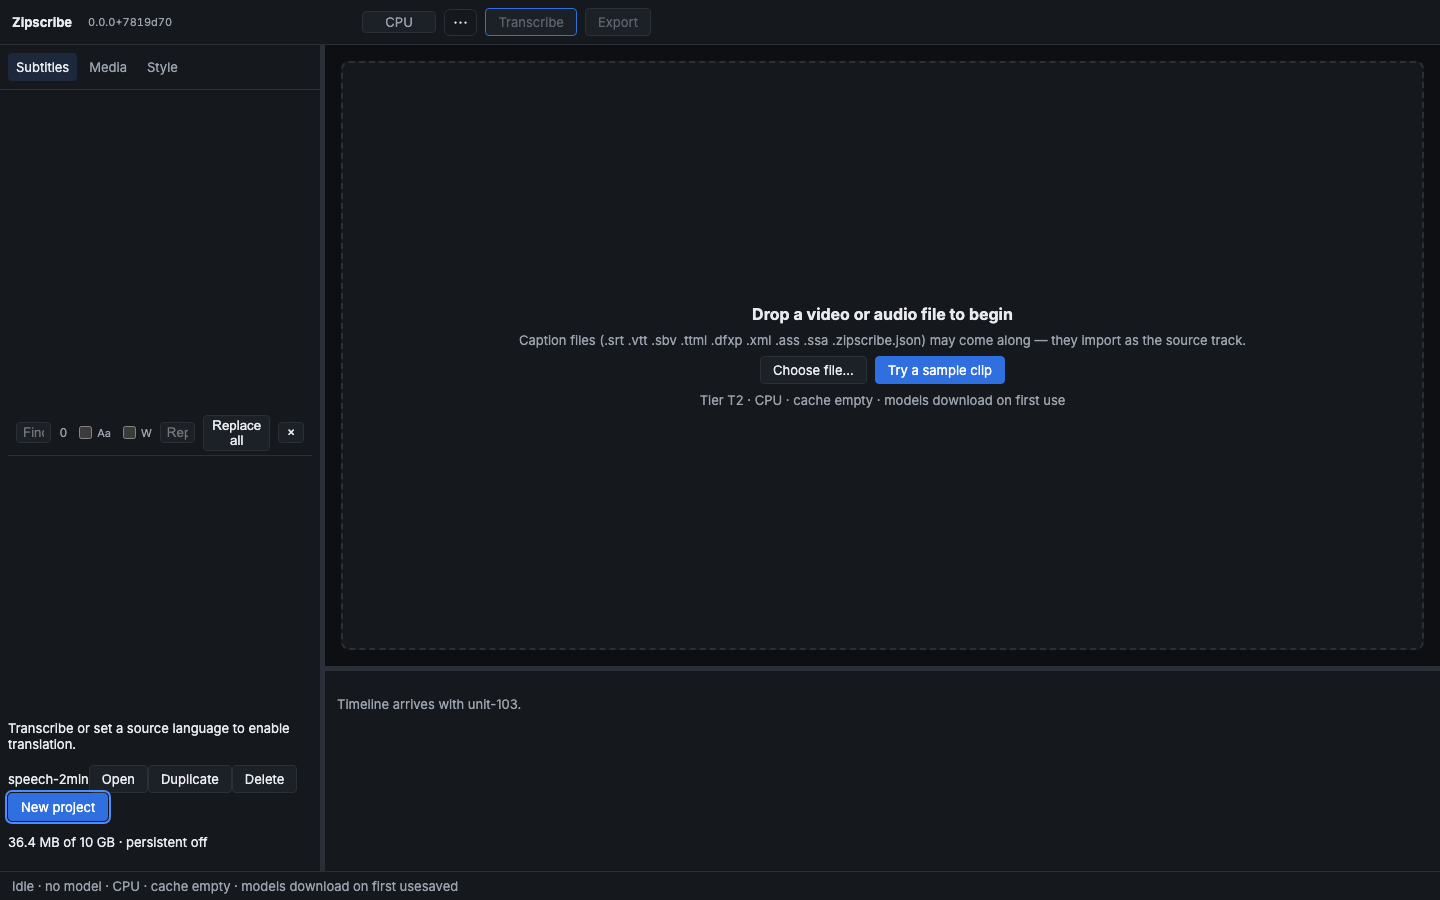 Zipscribe 0.0.0+7819d70 CPU ··· Transcribe Export
Subtitles Media Style
Drop a video or audio file to begin
Caption files (.srt .vtt .sbv .ttml .dfxp .xml .ass .ssa .zipscribe.json) may come along — they import as the source track.
Choose file... Try a sample clip
Tier T2 · CPU · cache empty · models download on first use
0 Aa W Replace all ×
Timeline arrives with unit-103.
Transcribe or set a source language to enable
translation.
speech-2min Open Duplicate Delete
New project
36.4 MB of 10 GB · persistent off
Idle · no model · CPU · cache empty · models download on first usesaved